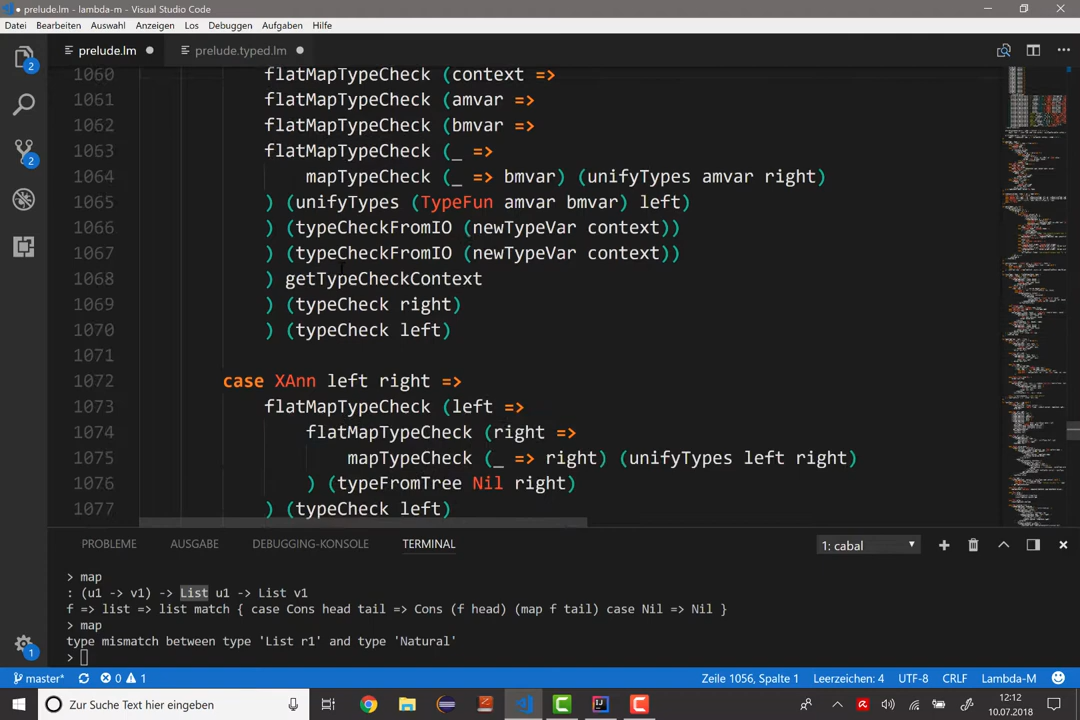 prelude.lm - lambda-m - Visual Studio Code
Datei Bearbeiten Auswahl Anzeigen Los Debuggen Aufgaben Hilfe
prelude.lm prelude.typed.lm
1060 flatMapTypeCheck (context =>
1061 flatMapTypeCheck (amvar =>
1062 flatMapTypeCheck (bmvar =>
1063 flatMapTypeCheck (_ =>
1064 mapTypeCheck (_ => bmvar) (unifyTypes amvar right)
1065 ) (unifyTypes (TypeFun amvar bmvar) left)
1066 ) (typeCheckFromIO (newTypeVar context))
1067 ) (typeCheckFromIO (newTypeVar context))
1068 ) getTypeCheckContext
1069 ) (typeCheck right)
1070 ) (typeCheck left)
1071
1072 case XAnn left right =>
1073 flatMapTypeCheck (left =>
1074 flatMapTypeCheck (right =>
1075 mapTypeCheck (_ => right) (unifyTypes left right)
1076 ) (typeFromTree Nil right)
1077 ) (typeCheck left)
PROBLEME AUSGABE DEBUGGING-KONSOLE TERMINAL 1: cabal
> map
: (u1 -> v1) -> List u1 -> List v1
f => list => list match { case Cons head tail => Cons (f head) (map f tail) case Nil => Nil }
> map
type mismatch between type 'List r1' and type 'Natural'
>
master* 0 1 Zeile 1056, Spalte 1 Leerzeichen: 4 UTF-8 CRLF Lambda-M
Zur Suche Text hier eingeben
12:12
10.07.2018
2
2
1